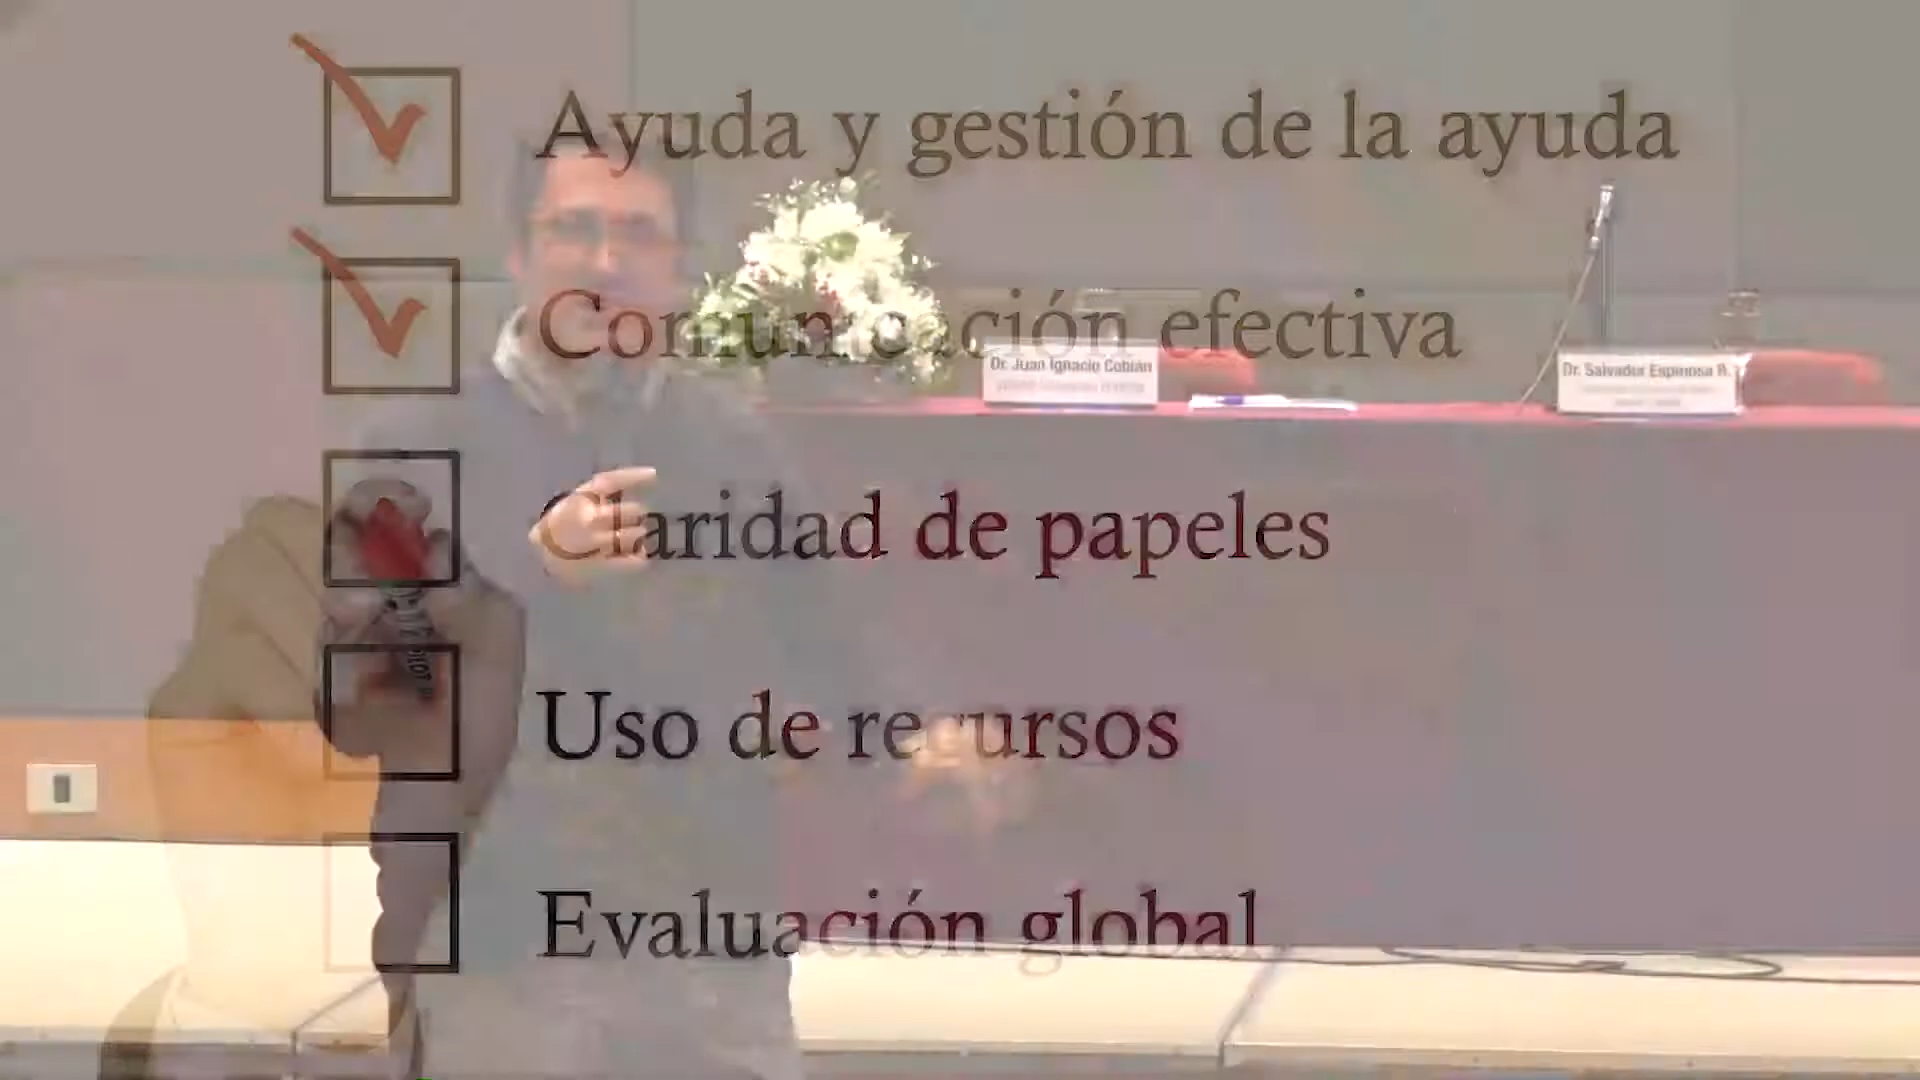 Ayuda y gestión de la ayuda
Comunicación efectiva
Dr. Juan Ignacio Cobián
Dr. Salvador Espinosa R.
Claridad de papeles
Uso de recursos
Evaluación global